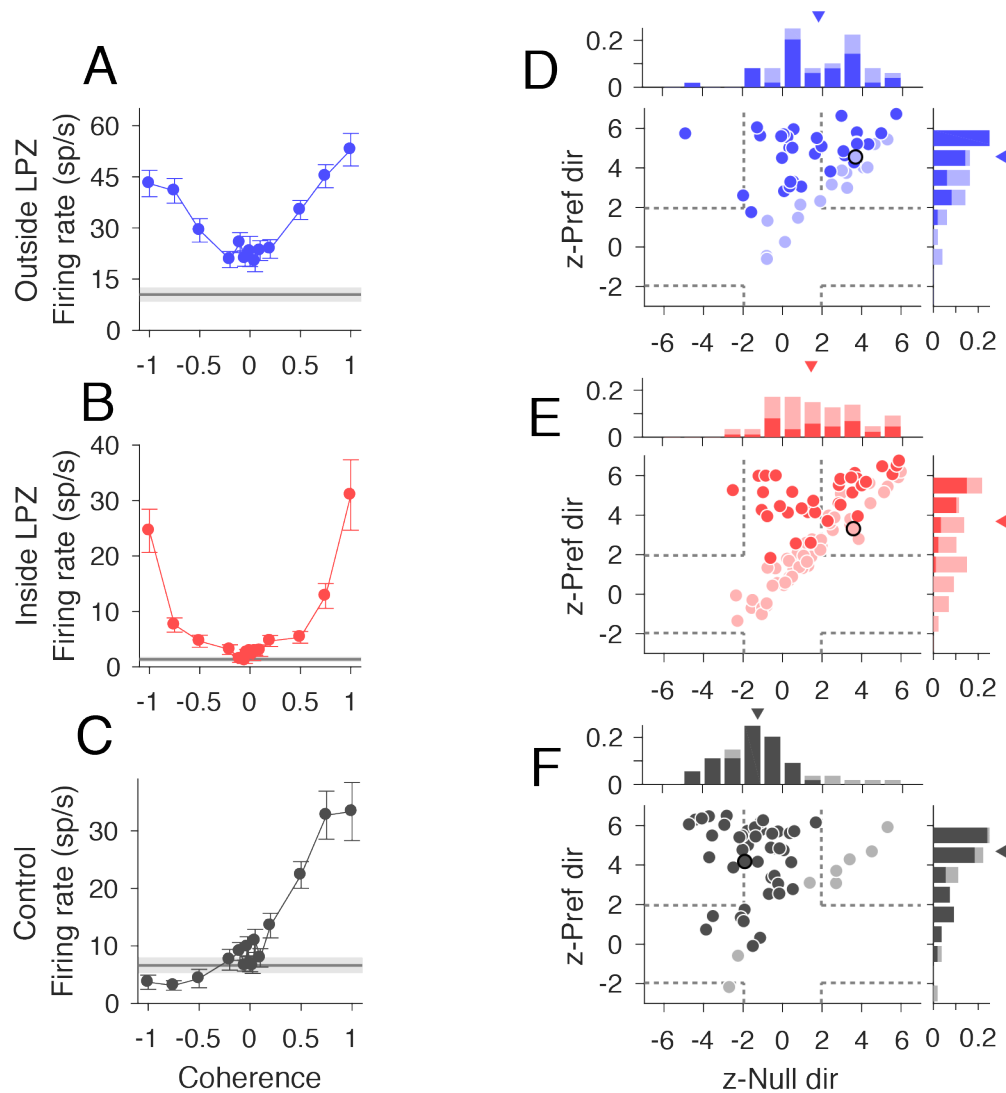 A
Outside LPZ
Firing rate (sp/s)
60
45
30
15
0
-1 -0.5 0 0.5 1
B
Inside LPZ
Firing rate (sp/s)
40
30
20
10
0
-1 -0.5 0 0.5 1
C
Control
Firing rate (sp/s)
30
20
10
0
-1 -0.5 0 0.5 1
Coherence
D
0.2
0
z-Pref dir
6
4
2
0
-2
-6 -4 -2 0 2 4 6
0 0.2
E
0.2
0
z-Pref dir
6
4
2
0
-2
-6 -4 -2 0 2 4 6
0 0.2
F
0.2
0
z-Pref dir
6
4
2
0
-2
-6 -4 -2 0 2 4 6
0 0.2
z-Null dir